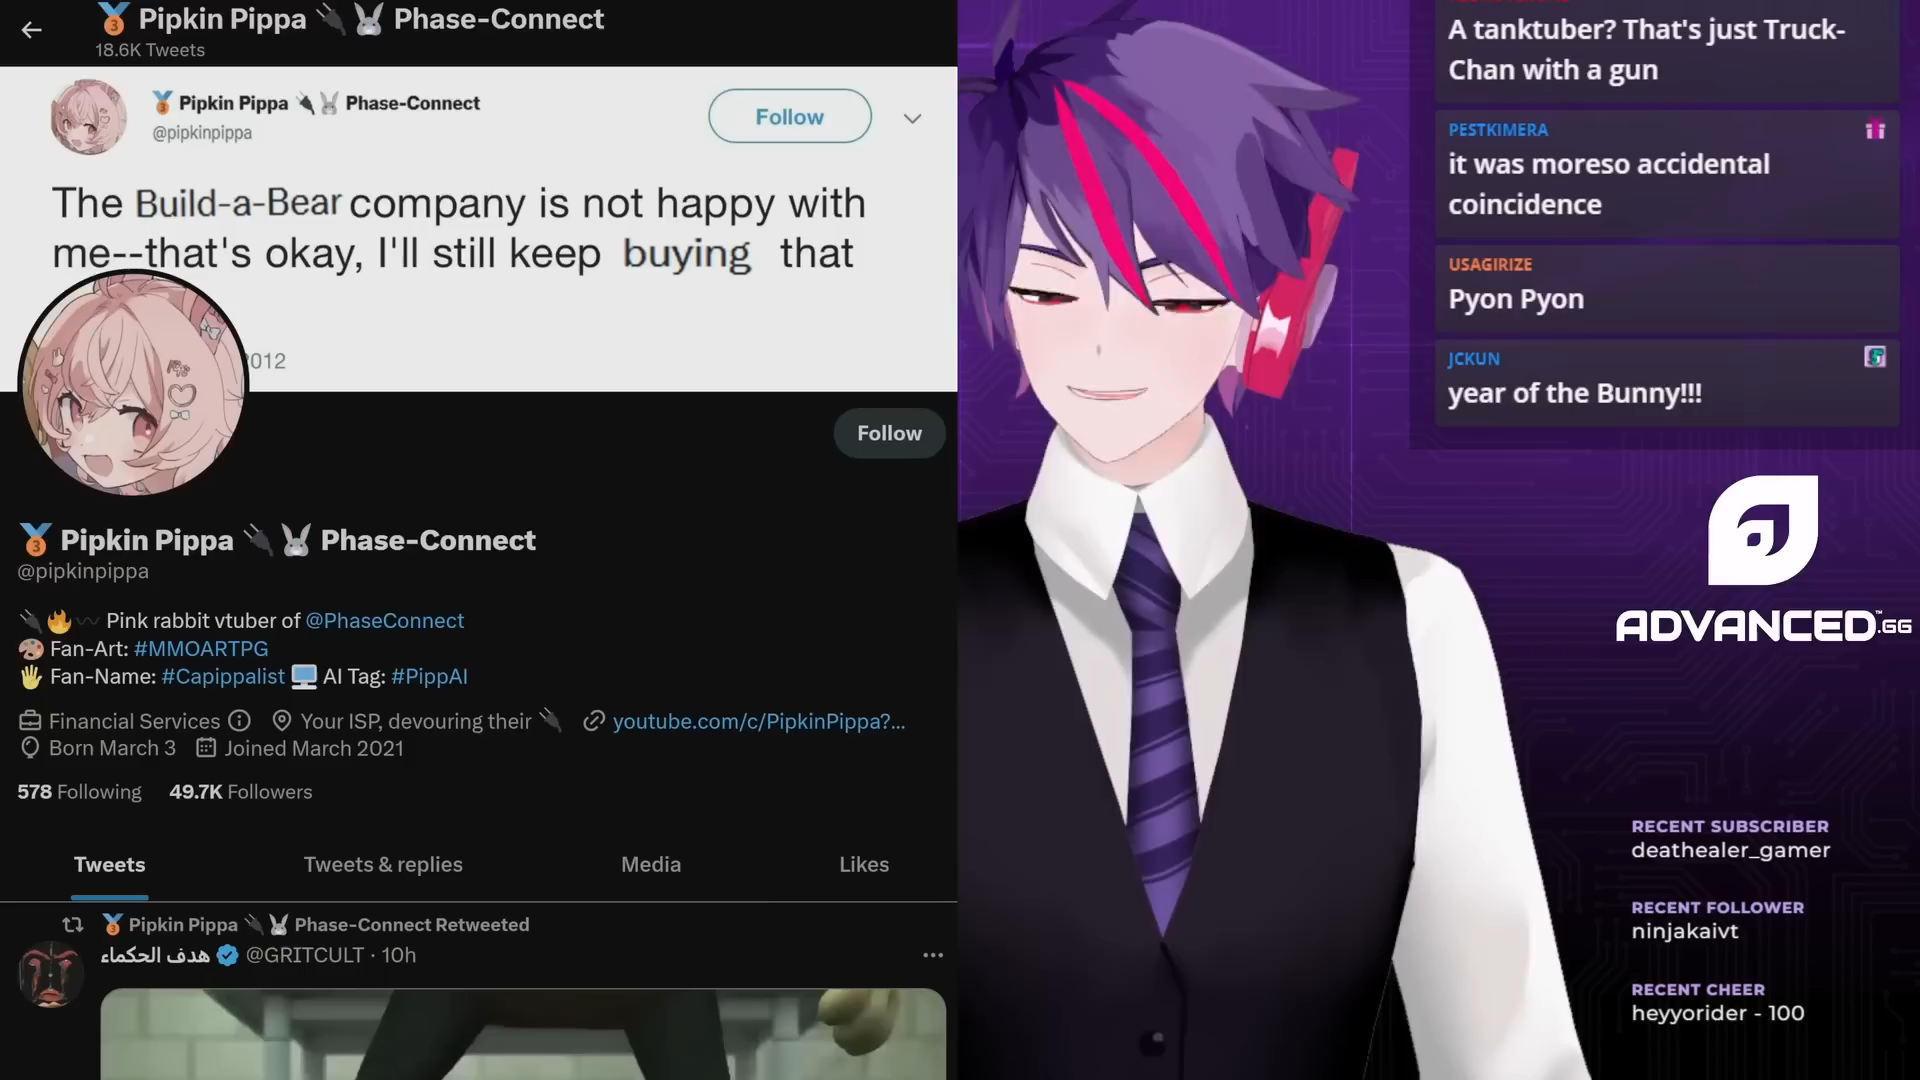 Pipkin Pippa Phase-Connect
18.6K Tweets
Pipkin Pippa Phase-Connect
@pipkinpippa
Follow
The Build-a-Bear company is not happy with
me--that's okay, I'll still keep buying that
2012
Follow
Pipkin Pippa Phase-Connect
@pipkinpippa
Pink rabbit vtuber of @PhaseConnect
Fan-Art: #MMOARTPG
Fan-Name: #Capippalist AI Tag: #PippAI
Financial Services Your ISP, devouring their youtube.com/c/PipkinPippa?...
Born March 3 Joined March 2021
578 Following 49.7K Followers
Tweets Tweets & replies Media Likes
Pipkin Pippa Phase-Connect Retweeted
هدف الحكماء @GRITCULT · 10h
A tanktuber? That's just Truck-
Chan with a gun
PESTKIMERA
it was moreso accidental
coincidence
USAGIRIZE
Pyon Pyon
JCKUN
year of the Bunny!!!
ADVANCED™.GG
RECENT SUBSCRIBER
deathealer_gamer
RECENT FOLLOWER
ninjakaivt
RECENT CHEER
heyyorider - 100